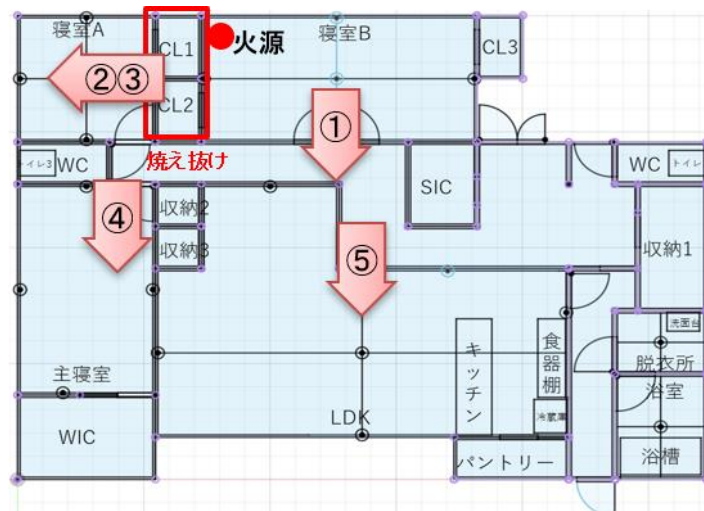 寝室A
CL1
火源
寝室B
CL3
②③
CL2
①
トイレ3
WC
焼え抜け
SIC
WC
トイレ
④
収納2
収納3
⑤
収納1
洗面台
脱衣所
主寝室
キッチン
食器棚
冷蔵庫
浴室
LDK
WIC
パントリー
浴槽